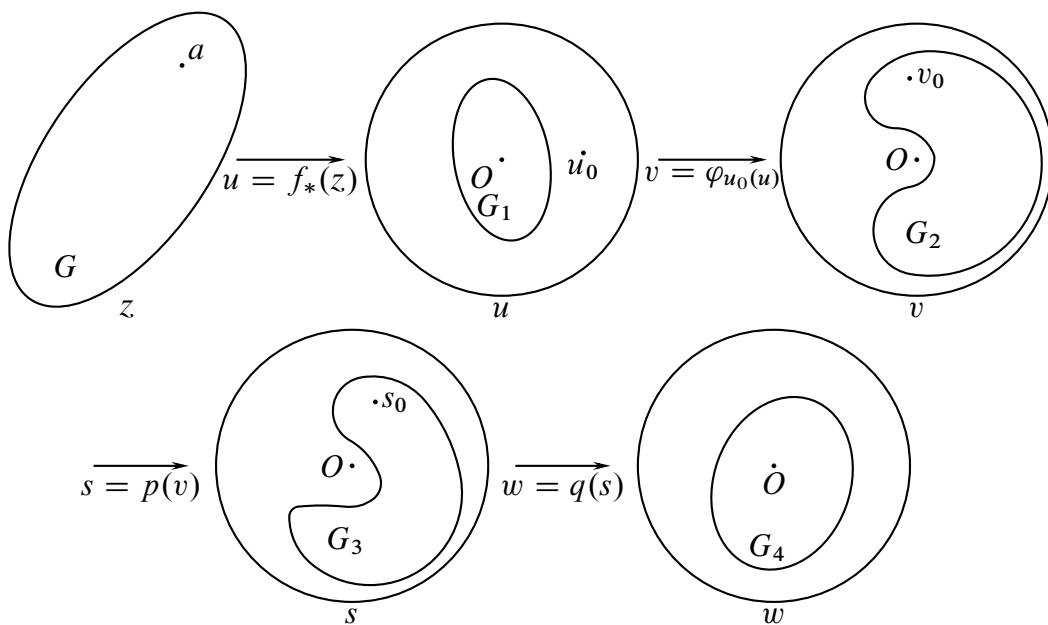 a
G
z
u = f_*(z)
O
G_1
u_0
u
v = φ_{u_0(u)}
v_0
O
G_2
v
s = p(v)
s_0
O
G_3
s
w = q(s)
O
G_4
w